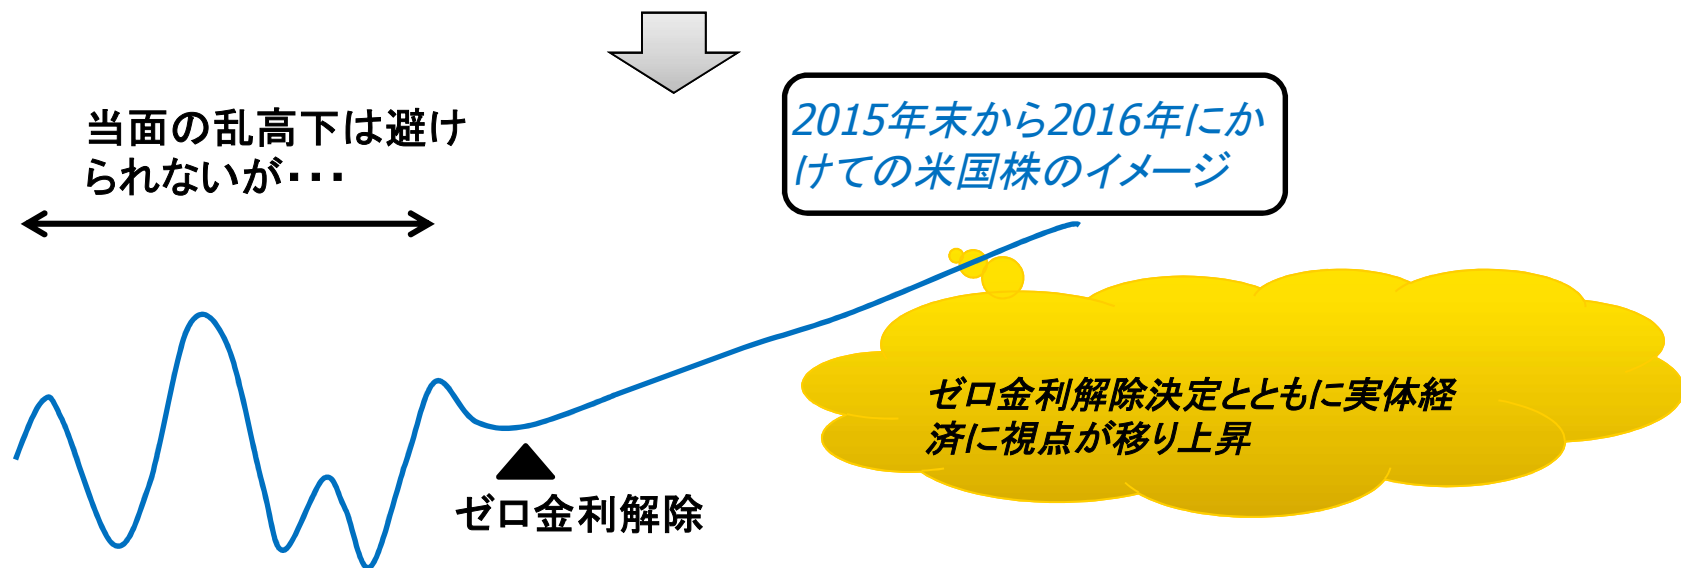 当面の乱高下は避け
られないが・・・
2015年末から2016年にか
けての米国株のイメージ
ゼロ金利解除決定とともに実体経
済に視点が移り上昇
ゼロ金利解除